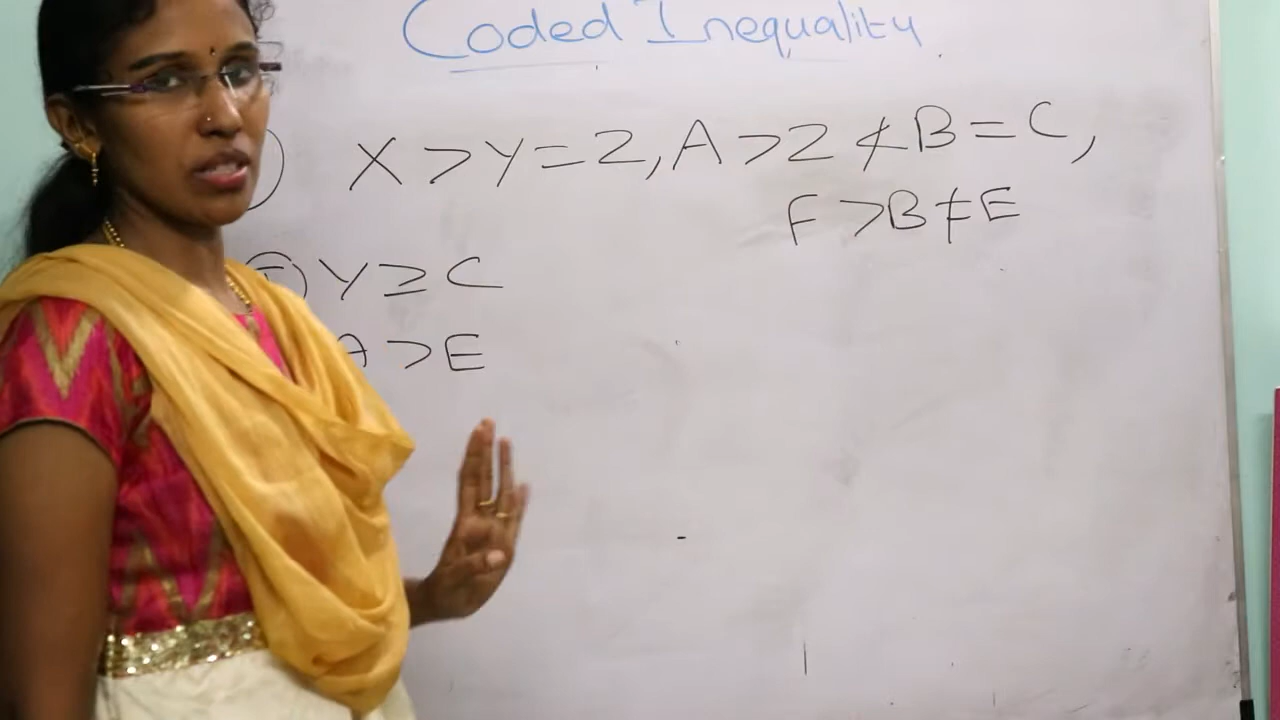 Coded Inequality
) X > Y = Z, A > Z ≮ B = C,
F > B ≠ E
I Y ≥ C
A > E